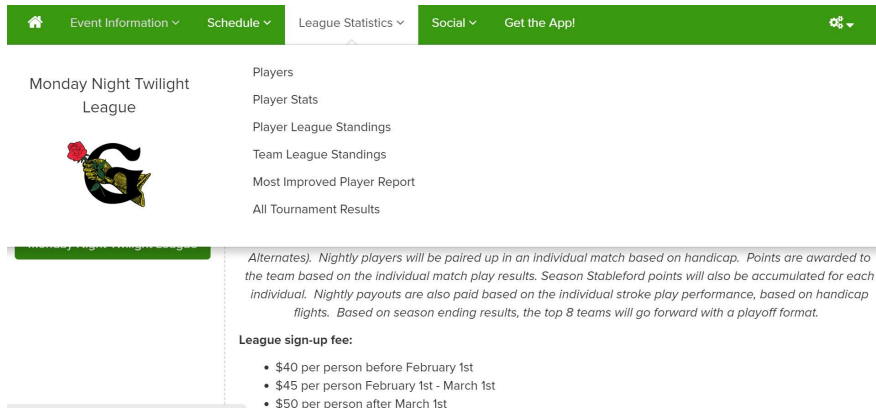 Event Information
Schedule
League Statistics
Social
Get the App!
Monday Night Twilight
League
G
Players
Player Stats
Player League Standings
Team League Standings
Most Improved Player Report
All Tournament Results
Monday Night Twilight League
Alternates). Nightly players will be paired up in an individual match based on handicap. Points are awarded to
the team based on the individual match play results. Season Stableford points will also be accumulated for each
individual. Nightly payouts are also paid based on the individual stroke play performance, based on handicap
flights. Based on season ending results, the top 8 teams will go forward with a playoff format.
League sign-up fee:
• $40 per person before February 1st
• $45 per person February 1st - March 1st
• $50 per person after March 1st